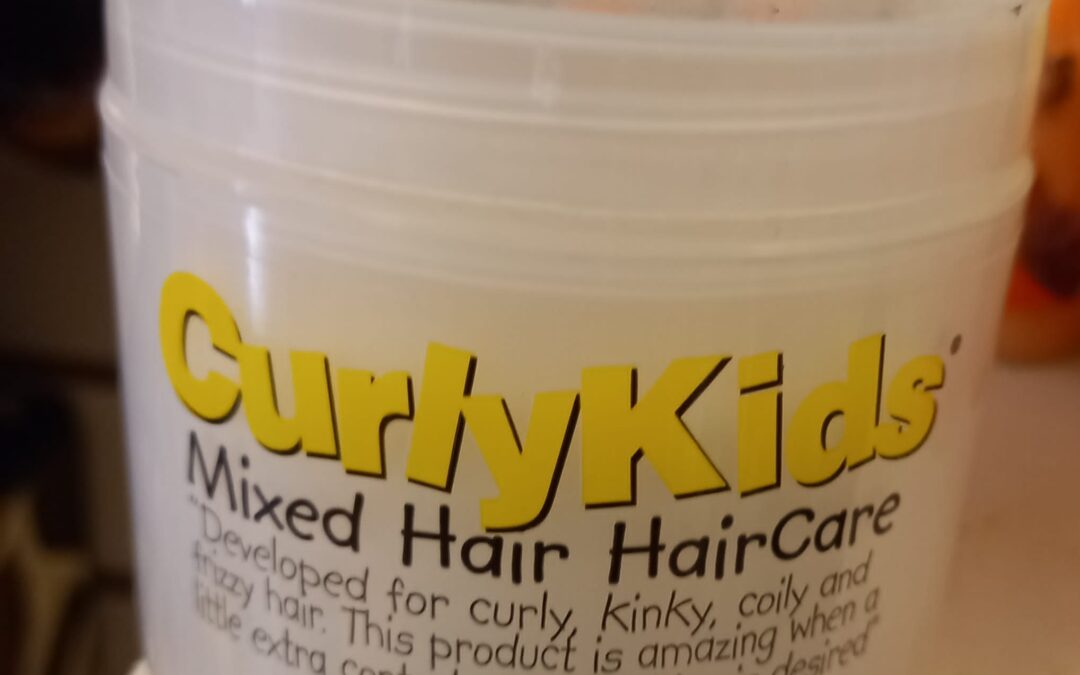 CurlyKids
Mixed Hair HairCare
"Developed for curly, kinky, coily and
frizzy hair. This product is amazing when a
little extra desired"